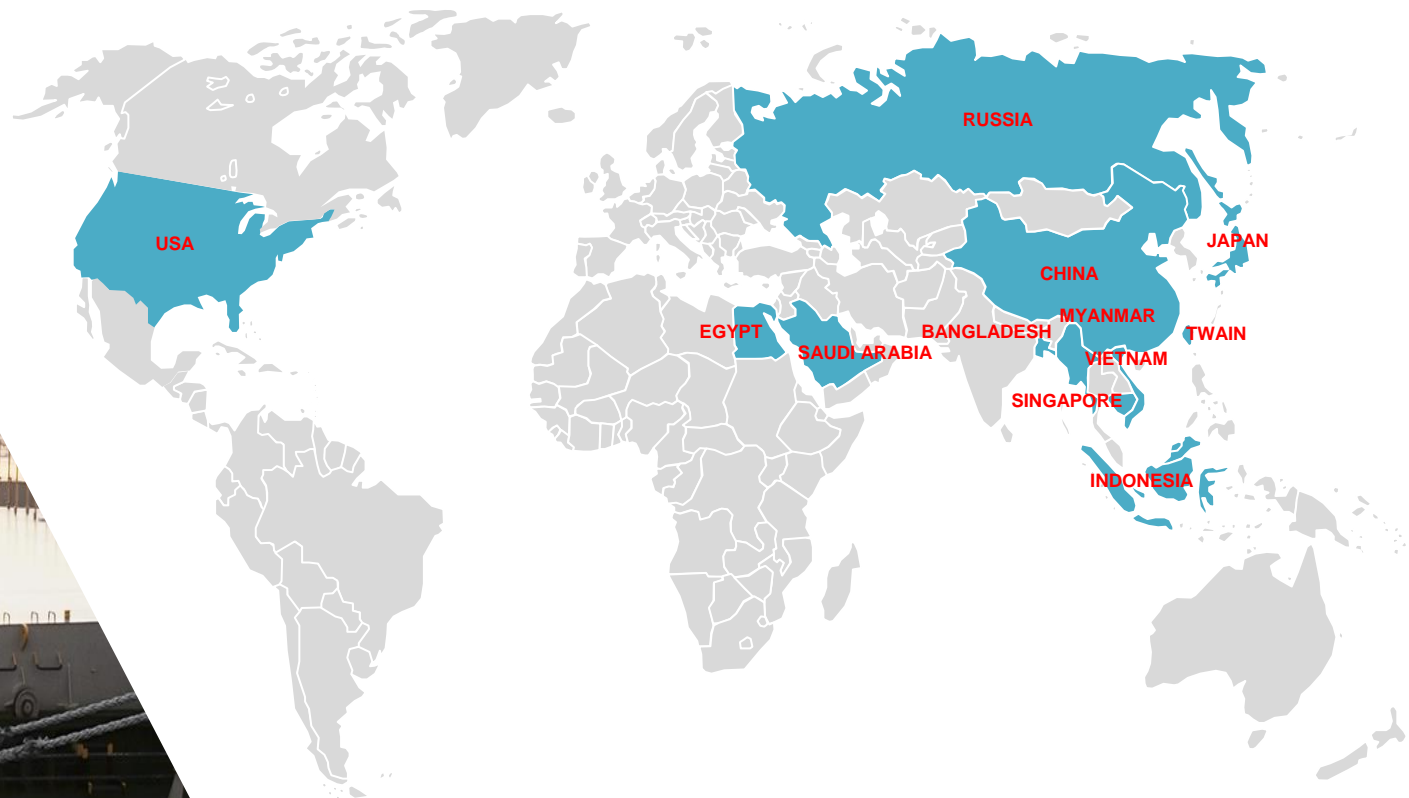 RUSSIA
USA
JAPAN
CHINA
MYANMAR
EGYPT
BANGLADESH
TWAIN
SAUDI ARABIA
VIETNAM
SINGAPORE
INDONESIA